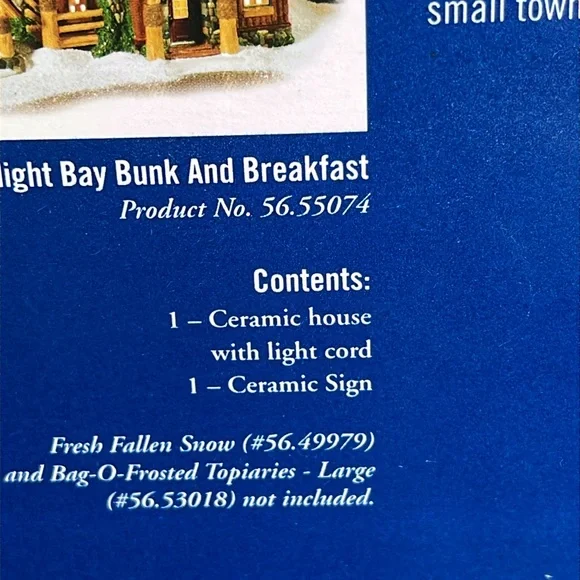 small town
Bay Bunk And Breakfast
Product No. 56.55074
Contents:
1 – Ceramic house
with light cord
1 – Ceramic Sign
Fresh Fallen Snow (#56.49979)
and Bag-O-Frosted Topiaries - Large
(#56.53018) not included.